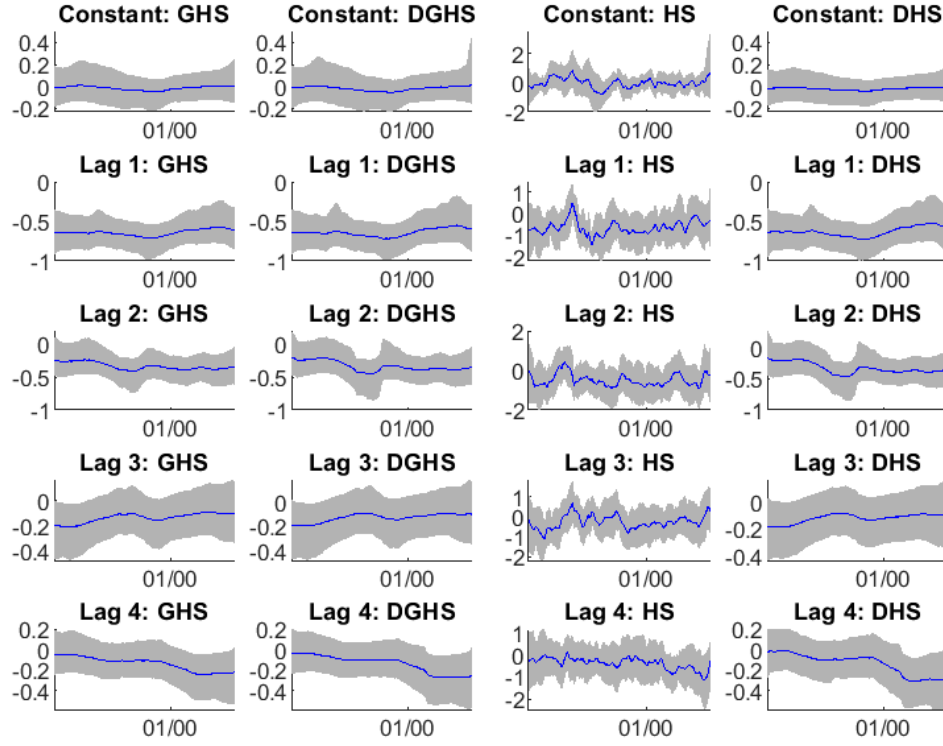 Constant: GHS Constant: DGHS Constant: HS Constant: DHS
0.4 0.4 2 0.4
0.2 0.2 0.2
0 0 0 0
-0.2 -0.2 -2 -0.2
01/00 01/00 01/00 01/00
Lag 1: GHS Lag 1: DGHS Lag 1: HS Lag 1: DHS
0 0 1 0
0
-0.5 -0.5 -1 -0.5
-1 -1 -2 -1
01/00 01/00 01/00 01/00
Lag 2: GHS Lag 2: DGHS Lag 2: HS Lag 2: DHS
0 0 2 0
-0.5 -0.5 0 -0.5
-1 -1 -2 -1
01/00 01/00 01/00 01/00
Lag 3: GHS Lag 3: DGHS Lag 3: HS Lag 3: DHS
0 0 1 0
0
-0.2 -0.2 -1 -0.2
-0.4 -0.4 -2 -0.4
01/00 01/00 01/00 01/00
Lag 4: GHS Lag 4: DGHS Lag 4: HS Lag 4: DHS
0.2 0.2 1 0.2
0 0 0 0
-0.2 -0.2 -1 -0.2
-0.4 -0.4 -2 -0.4
01/00 01/00 01/00 01/00